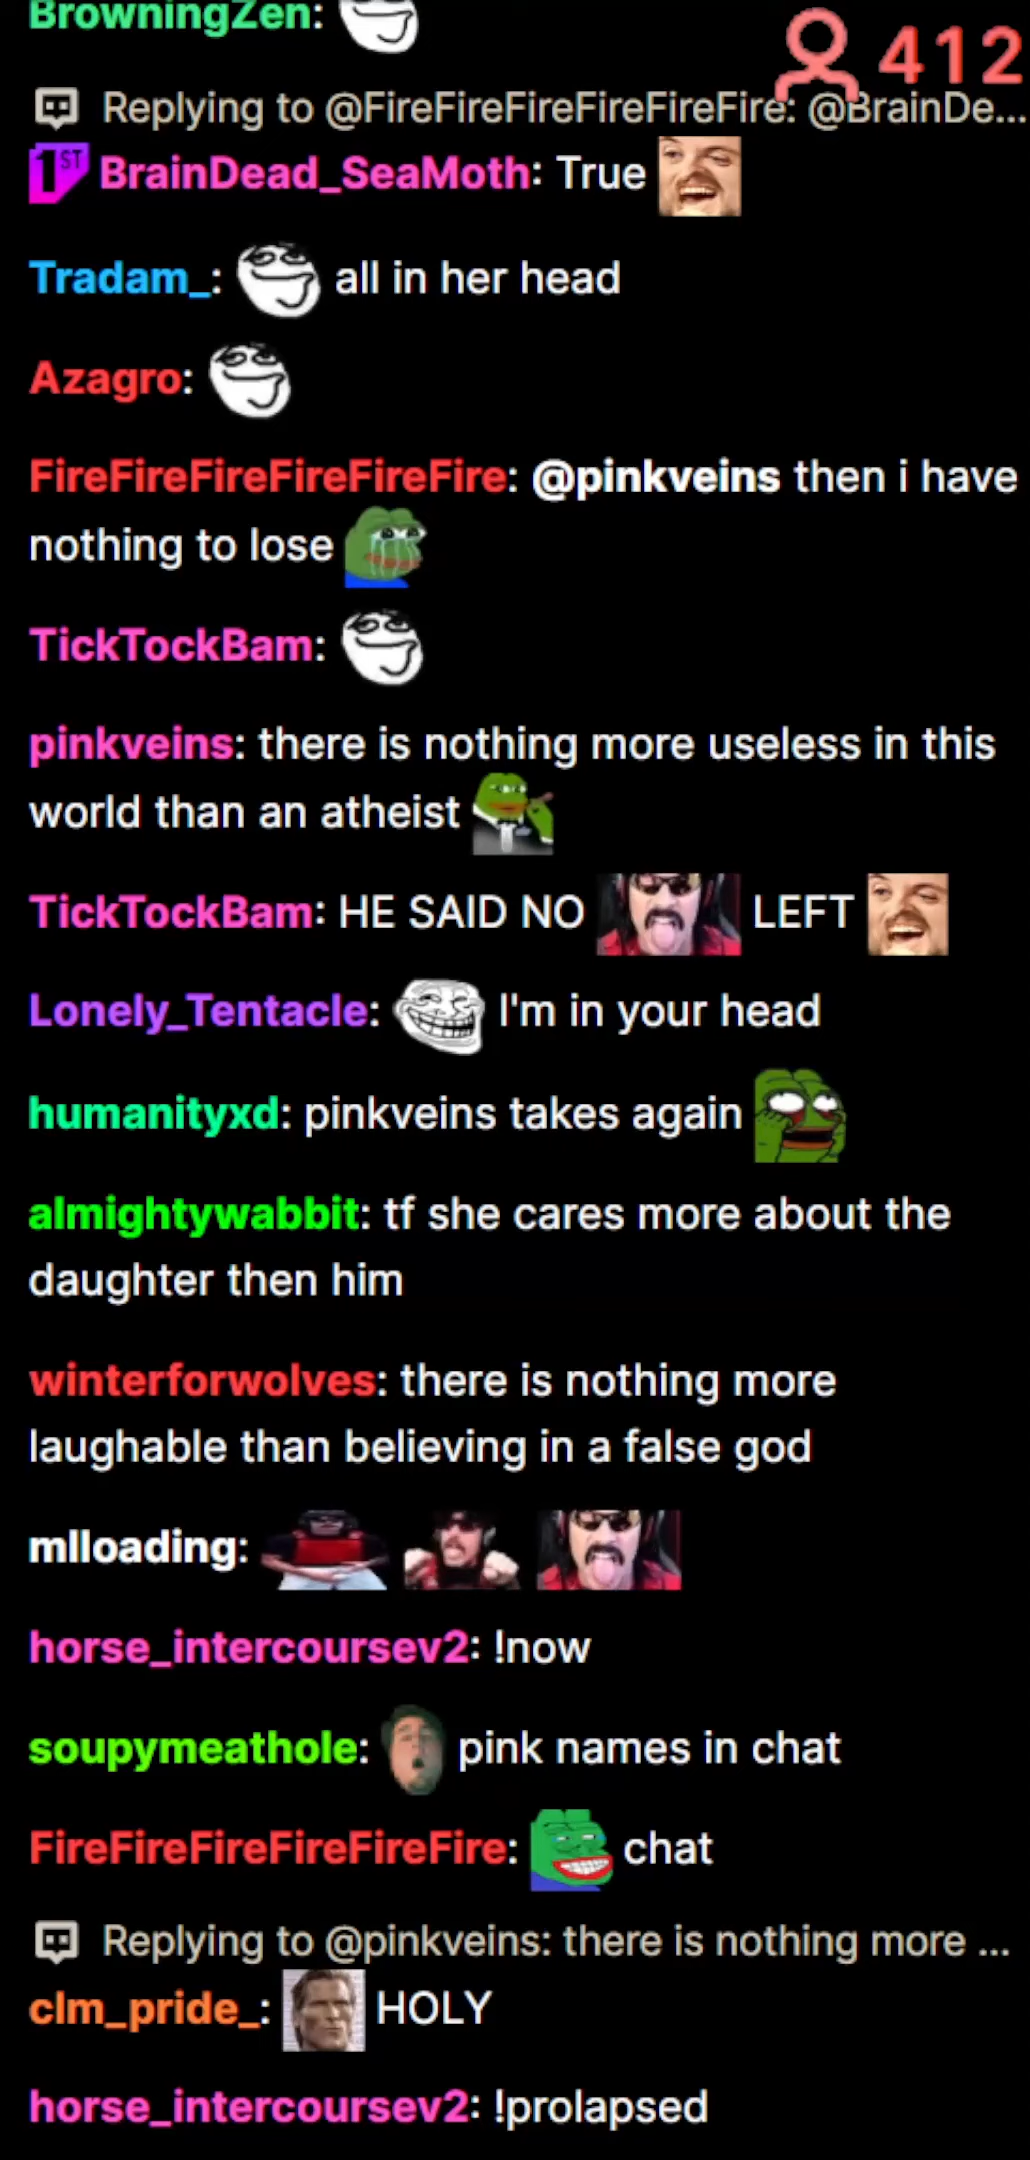 BrowningZen:
412
Replying to @FireFireFireFireFireFire: @BrainDe...
1ST BrainDead_SeaMoth: True
Tradam_: all in her head
Azagro:
FireFireFireFireFireFire: @pinkveins then i have
nothing to lose
TickTockBam:
pinkveins: there is nothing more useless in this
world than an atheist
TickTockBam: HE SAID NO LEFT
Lonely_Tentacle: I'm in your head
humanityxd: pinkveins takes again
almightywabbit: tf she cares more about the
daughter then him
winterforwolves: there is nothing more
laughable than believing in a false god
mlloading:
horse_intercoursev2: !now
soupymeathole: pink names in chat
FireFireFireFireFireFire: chat
Replying to @pinkveins: there is nothing more ...
clm_pride_: HOLY
horse_intercoursev2: !prolapsed